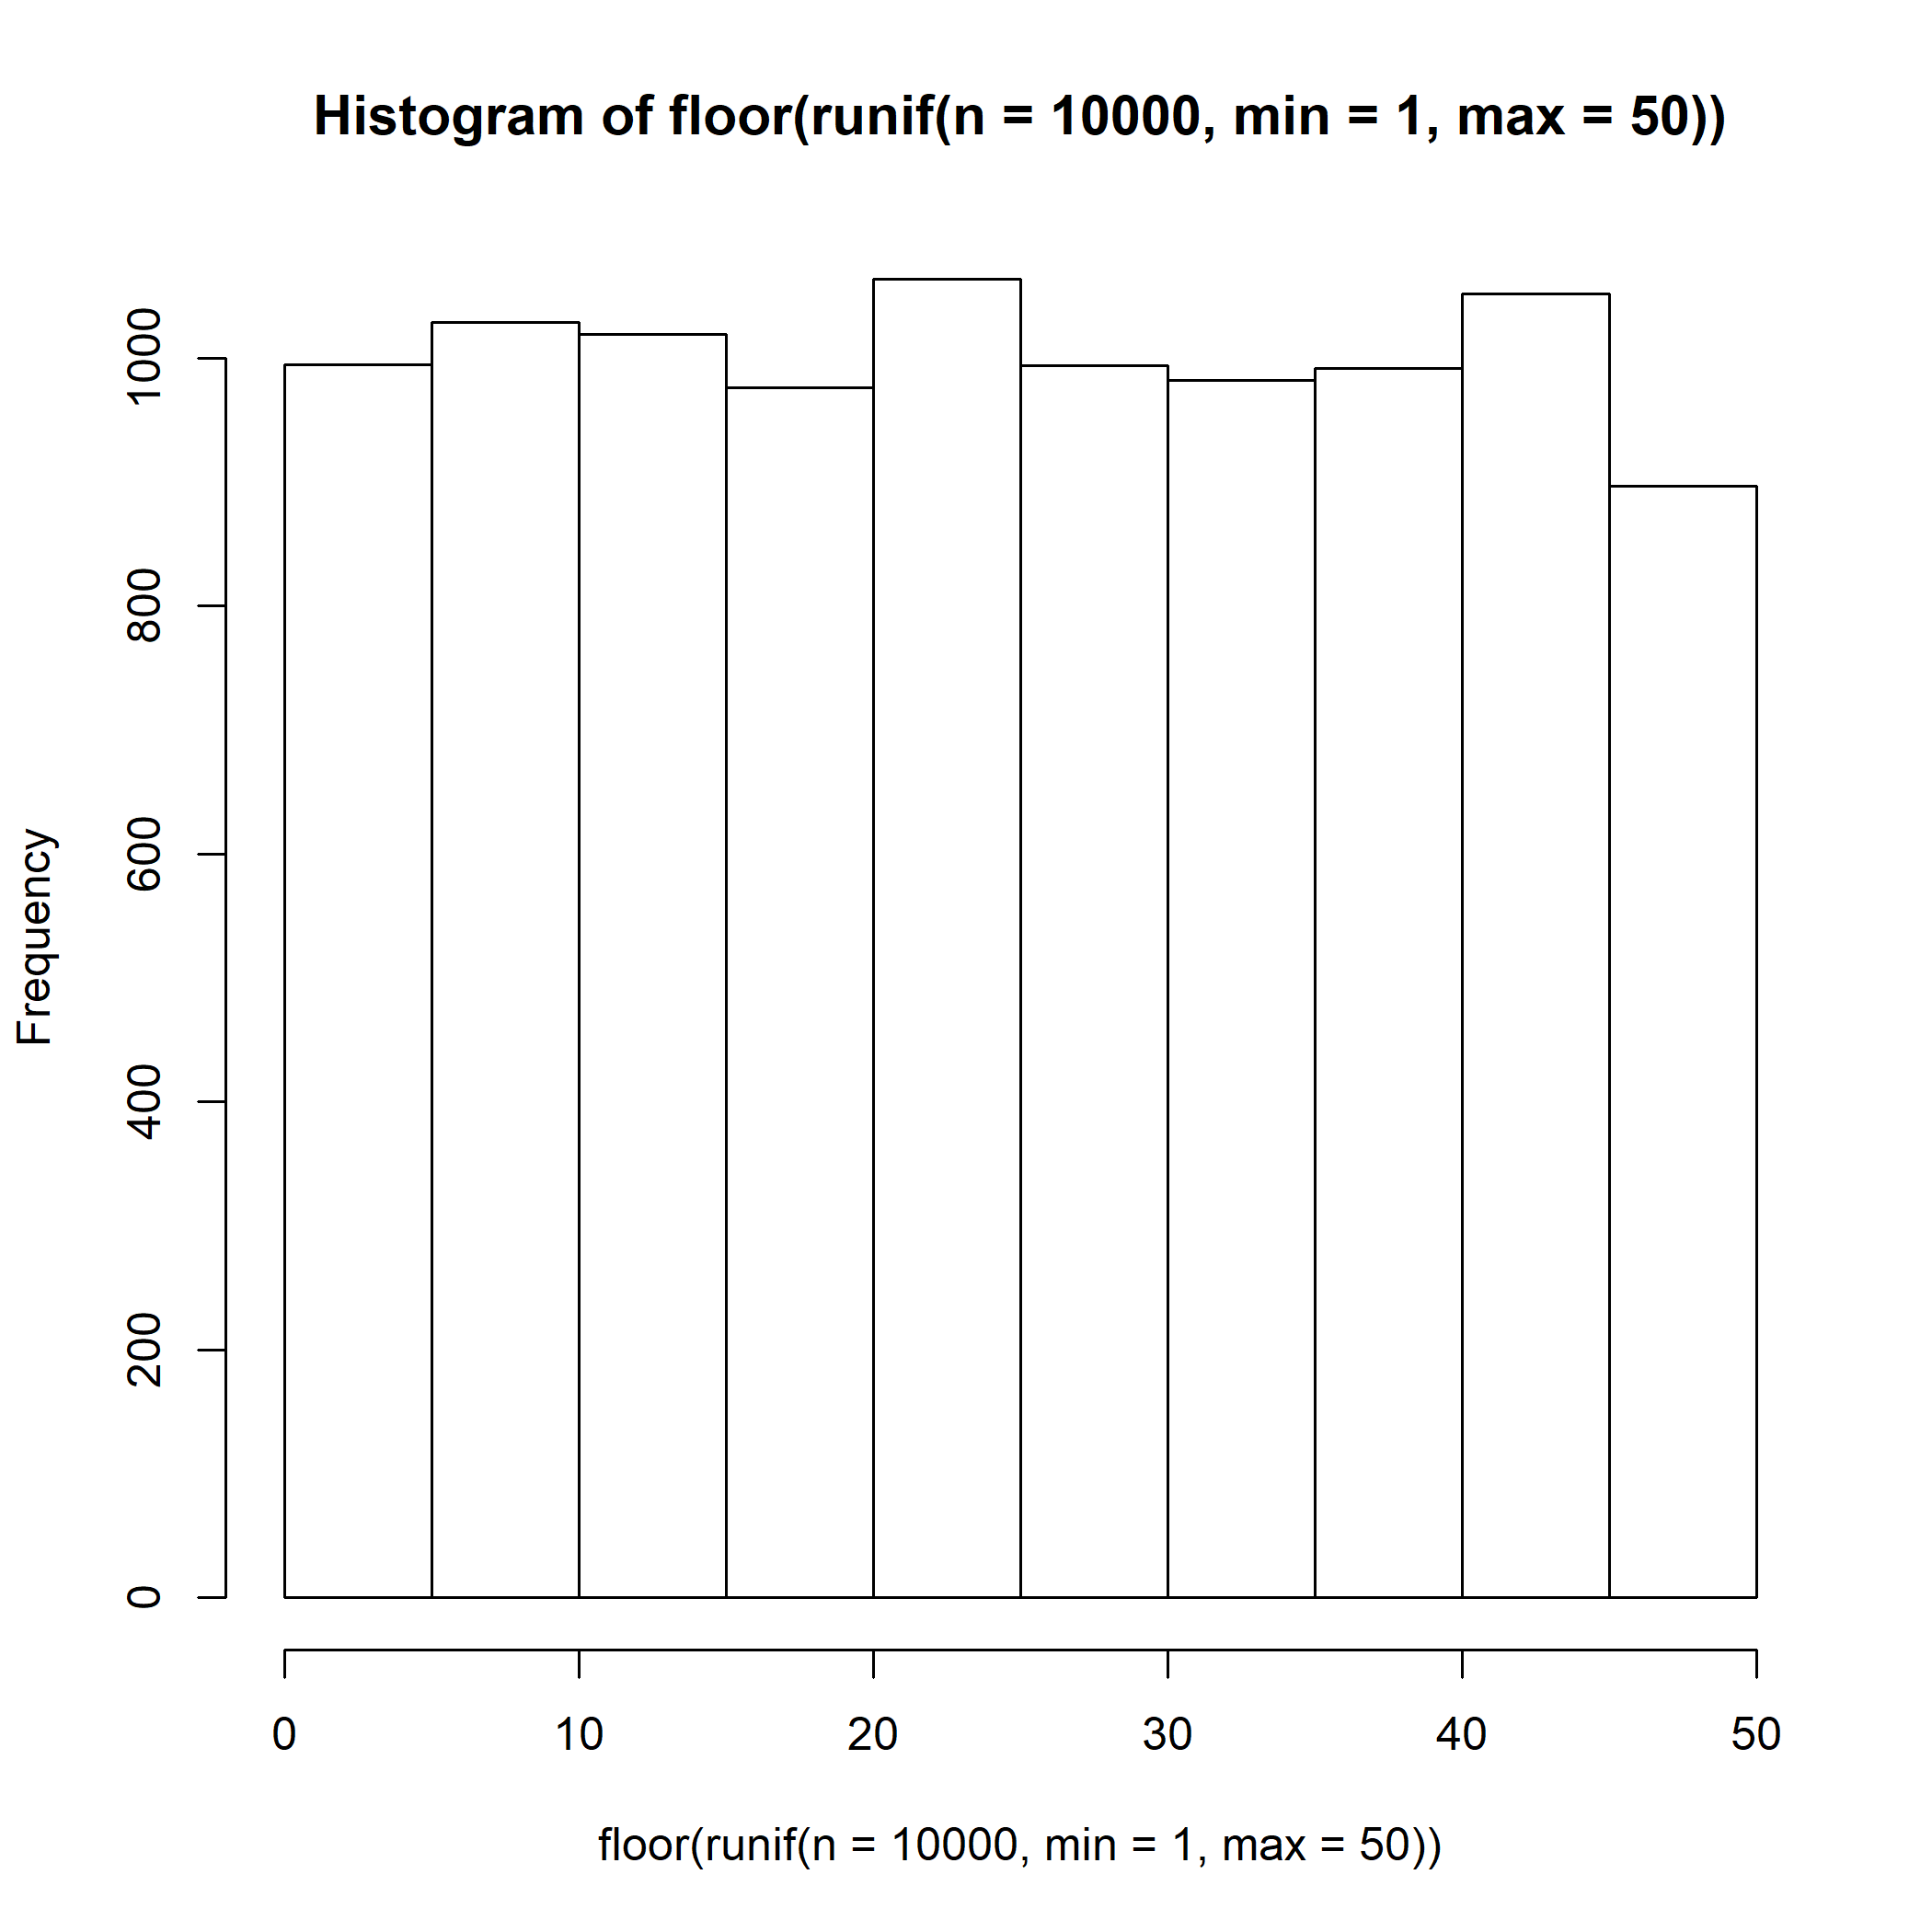 Histogram of floor(runif(n = 10000, min = 1, max = 50))
Frequency
1000
800
600
400
200
0
0 10 20 30 40 50
floor(runif(n = 10000, min = 1, max = 50))